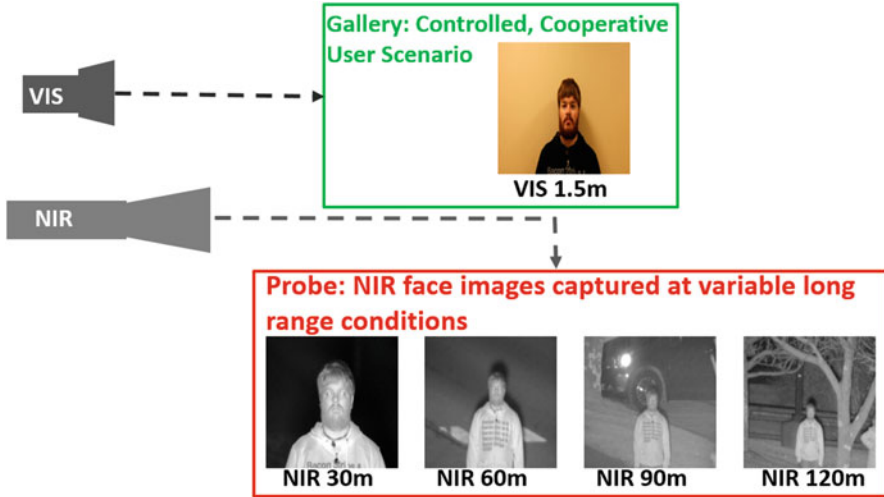 Gallery: Controlled, Cooperative
User Scenario
VIS
VIS 1.5m
NIR
Probe: NIR face images captured at variable long
range conditions
NIR 30m
NIR 60m
NIR 90m
NIR 120m